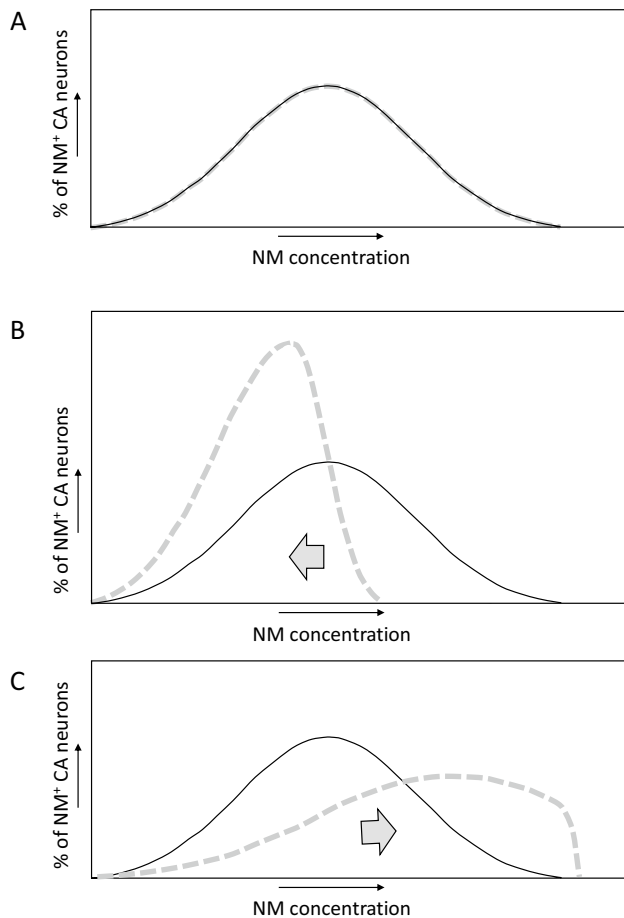 A
% of NM⁺ CA neurons
NM concentration
B
% of NM⁺ CA neurons
NM concentration
C
% of NM⁺ CA neurons
NM concentration